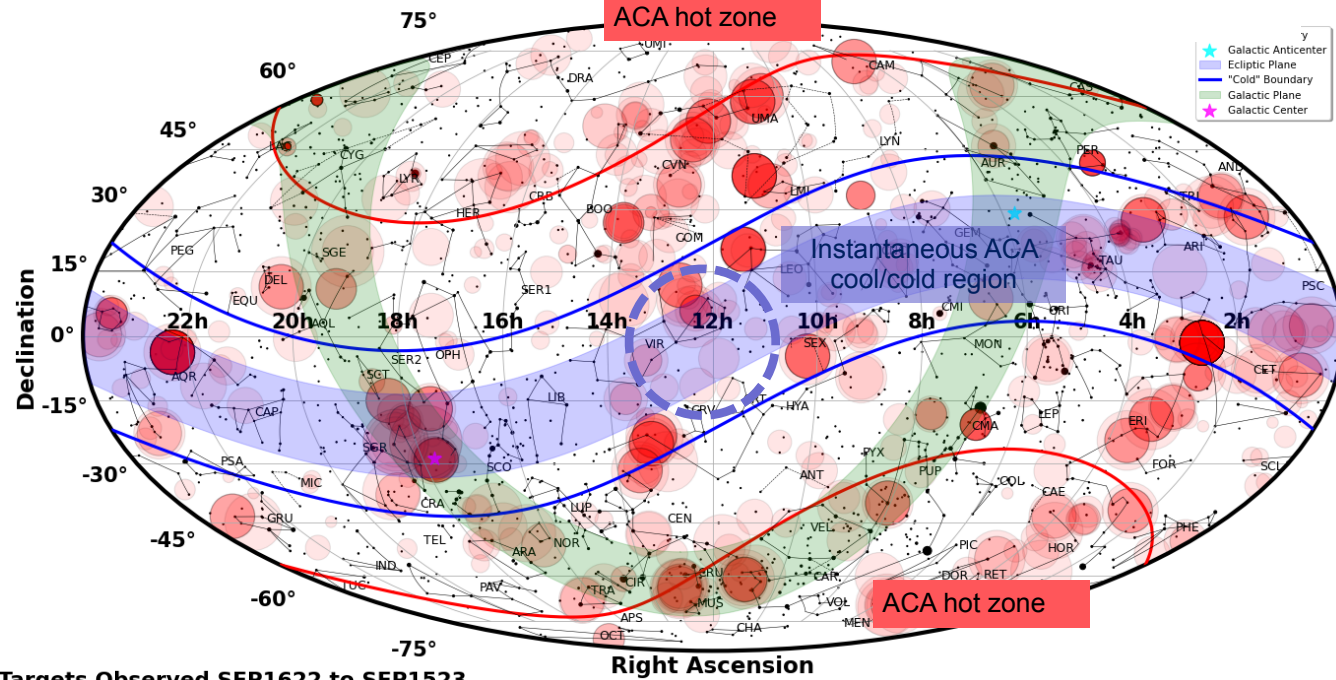 ACA hot zone
75°
UMI
CEP
y
60°
DRA
CAM
Galactic Anticenter
CAS
Ecliptic Plane
"Cold" Boundary
Galactic Plane
Galactic Center
UMA
45°
LYN
PER
CYG
CVN
AUR
AND
LYR
LMI
TRI
30°
CRB
HER
BOO
COM
GEM
PEG
SGE
Instantaneous ACA
cool/cold region
ARI
15°
LEO
TAU
DEL
SER1
PSC
EQU
CMI
ORI
0°
22h
20h
AQL
18h
16h
14h
12h
10h
8h
6h
4h
2h
Declination
VIR
SEX
MON
SER2
OPH
AQR
SCT
CET
-15°
CAP
LIB
CRV
HYA
LEP
ERI
CMA
SGR
PSA
SCO
PYX
FOR
SCL
-30°
MIC
ANT
PUP
COL
CAE
CRA
LUP
GRU
CEN
VEL
PHE
-45°
TEL
NOR
ARA
PIC
HOR
IND
CRU
CAR
DOR
RET
TUC
PAV
CIR
TRA
-60°
MUS
VOL
ACA hot zone
APS
MEN
CHA
OCT
-75°
Right Ascension
Targets Observed SEP1622 to SEP1523